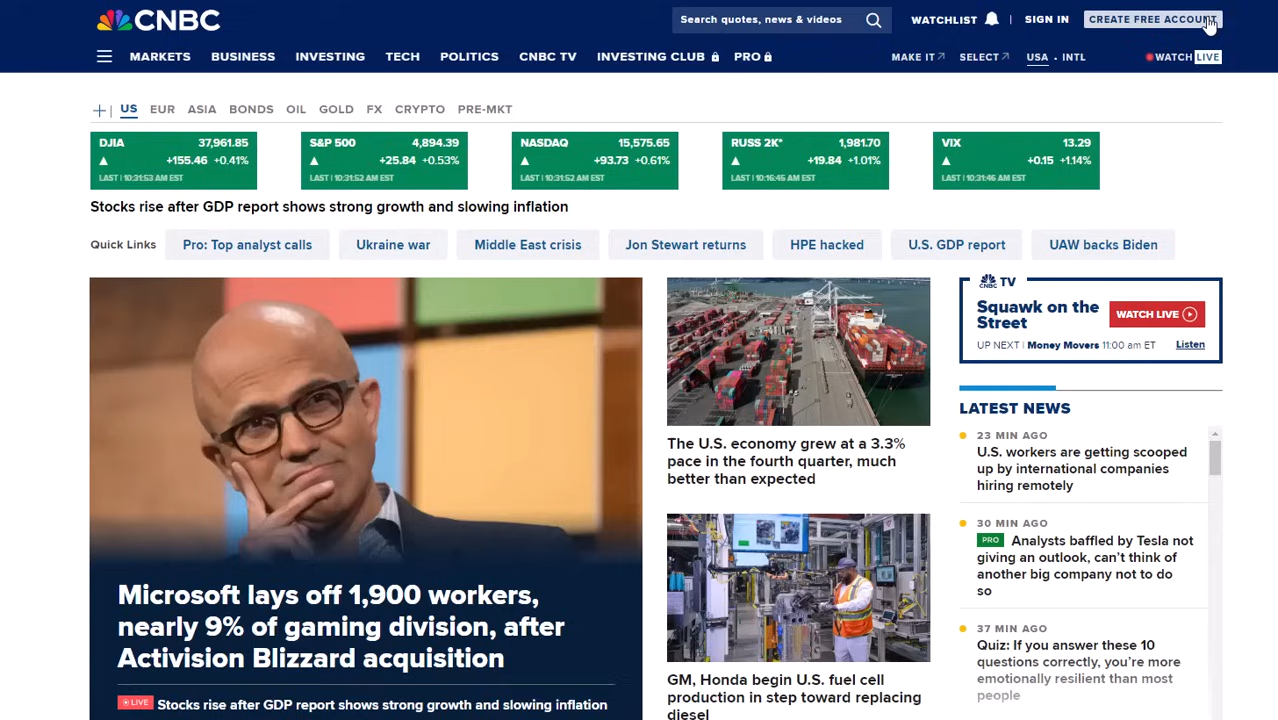 CNBC
Search quotes, news & videos
WATCHLIST
SIGN IN
CREATE FREE ACCOUNT
MARKETS BUSINESS INVESTING TECH POLITICS CNBC TV INVESTING CLUB PRO
MAKE IT SELECT USA • INTL WATCH LIVE
US EUR ASIA BONDS OIL GOLD FX CRYPTO PRE-MKT
DJIA 37,961.85
+155.46 +0.41%
LAST | 10:31:53 AM EST
S&P 500 4,894.39
+25.84 +0.53%
LAST | 10:31:52 AM EST
NASDAQ 15,575.65
+93.73 +0.61%
LAST | 10:31:52 AM EST
RUSS 2K* 1,981.70
+19.84 +1.01%
LAST | 10:16:45 AM EST
VIX 13.29
+0.15 +1.14%
LAST | 10:31:46 AM EST
Stocks rise after GDP report shows strong growth and slowing inflation
Quick Links Pro: Top analyst calls Ukraine war Middle East crisis Jon Stewart returns HPE hacked U.S. GDP report UAW backs Biden
Microsoft lays off 1,900 workers,
nearly 9% of gaming division, after
Activision Blizzard acquisition
LIVE Stocks rise after GDP report shows strong growth and slowing inflation
The U.S. economy grew at a 3.3%
pace in the fourth quarter, much
better than expected
GM, Honda begin U.S. fuel cell
production in step toward replacing
diesel
CNBC TV
Squawk on the
Street
WATCH LIVE
UP NEXT | Money Movers 11:00 am ET Listen
LATEST NEWS
23 MIN AGO
U.S. workers are getting scooped
up by international companies
hiring remotely
30 MIN AGO
PRO Analysts baffled by Tesla not
giving an outlook, can’t think of
another big company not to do
so
37 MIN AGO
Quiz: If you answer these 10
questions correctly, you’re more
emotionally resilient than most
people